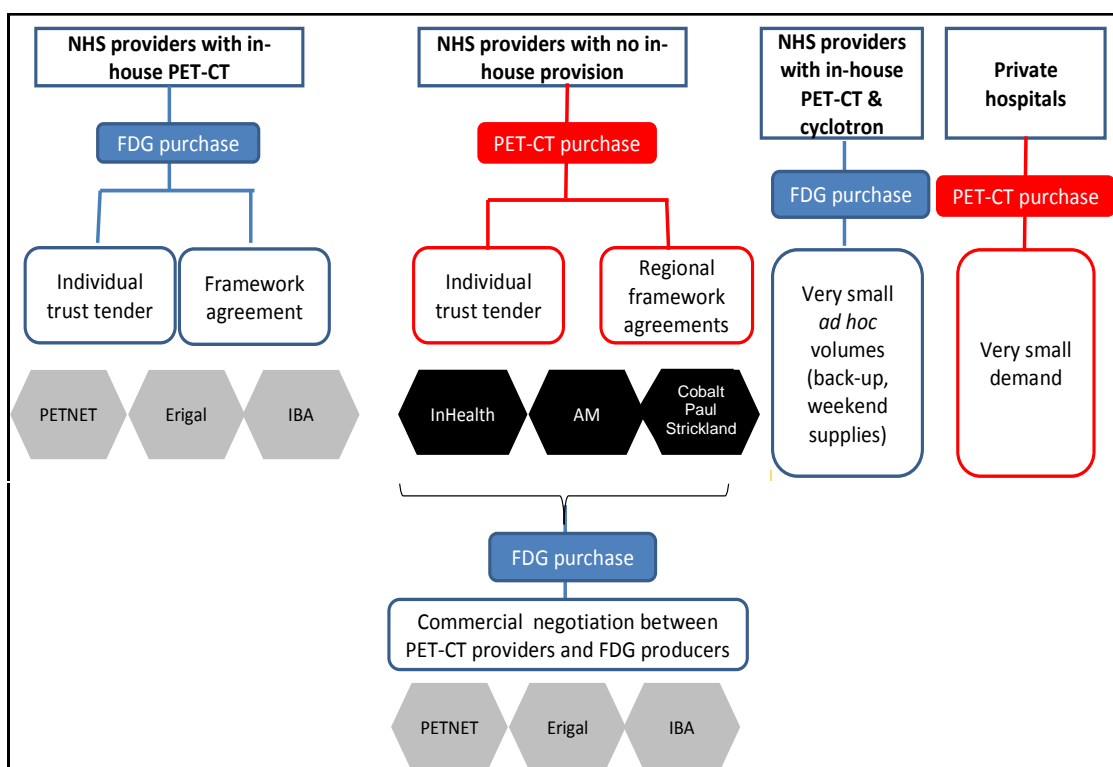 NHS providers with in-
house PET-CT
FDG purchase
Individual
trust tender
Framework
agreement
PETNET
Erigal
IBA
NHS providers with no in-
house provision
PET-CT purchase
Individual
trust tender
Regional
framework
agreements
InHealth
AM
Cobalt
Paul
Strickland
FDG purchase
Commercial negotiation between
PET-CT providers and FDG producers
PETNET
Erigal
IBA
NHS providers
with in-house
PET-CT &
cyclotron
FDG purchase
Very small
ad hoc
volumes
(back-up,
weekend
supplies)
Private
hospitals
PET-CT purchase
Very small
demand